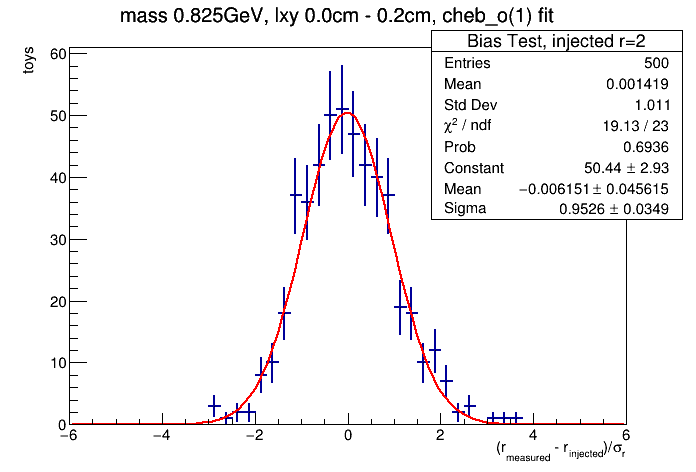 mass 0.825GeV, lxy 0.0cm - 0.2cm, cheb_o(1) fit
Bias Test, injected r=2
Entries 500
Mean 0.001419
Std Dev 1.011
χ² / ndf 19.13 / 23
Prob 0.6936
Constant 50.44 ± 2.93
Mean −0.006151 ± 0.045615
Sigma 0.9526 ± 0.0349
toys
60
50
40
30
20
10
0
−6 −4 −2 0 2 4 6
(r_measured - r_injected)/σ_r